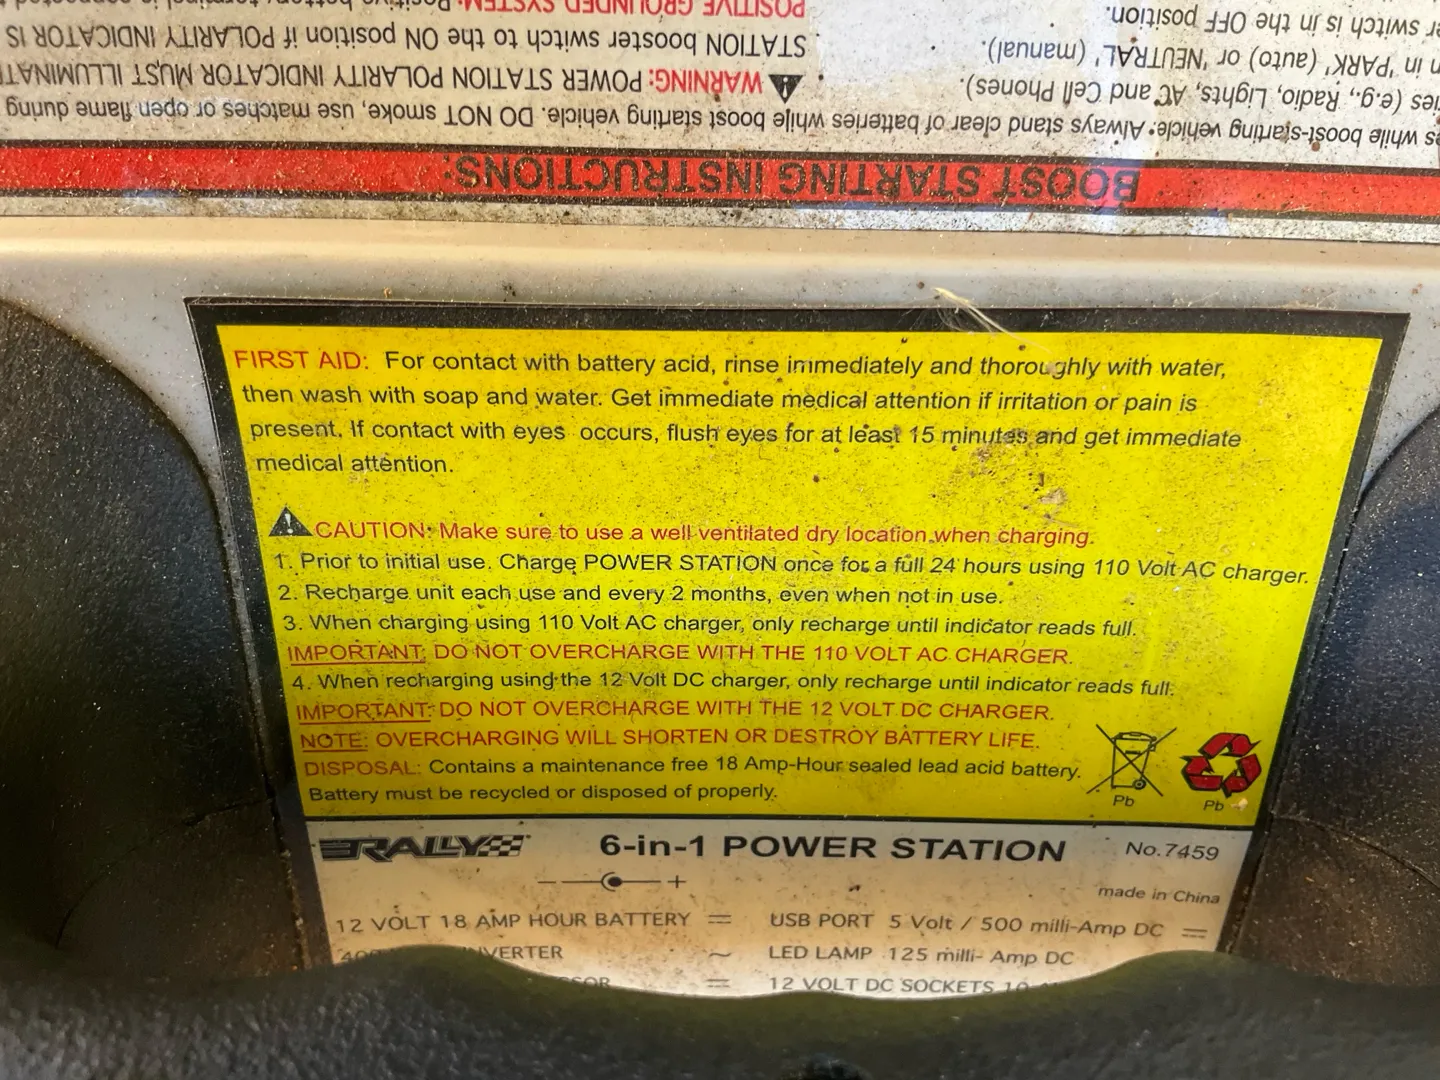 BOOST STARTING INSTRUCTIONS:
while boost-starting vehicle. Always stand clear of batteries while boost starting vehicle. DO NOT smoke, use matches or open flame during
(e.g., Radio, Lights, AC and Cell Phones).
in 'PARK' (auto) or 'NEUTRAL' (manual).
switch is in the OFF position.
WARNING: POWER STATION POLARITY INDICATOR MUST
STATION booster switch to the ON position if POLARITY INDICATOR IS
POSITIVE GROUNDED SYSTEM: Positive battery terminal is connected
FIRST AID: For contact with battery acid, rinse immediately and thoroughly with water,
then wash with soap and water. Get immediate medical attention if irritation or pain is
present. If contact with eyes occurs, flush eyes for at least 15 minutes and get immediate
medical attention.
CAUTION: Make sure to use a well ventilated dry location when charging.
1. Prior to initial use. Charge POWER STATION once for a full 24 hours using 110 Volt AC charger.
2. Recharge unit each use and every 2 months, even when not in use.
3. When charging using 110 Volt AC charger, only recharge until indicator reads full.
IMPORTANT: DO NOT OVERCHARGE WITH THE 110 VOLT AC CHARGER.
4. When recharging using the 12 Volt DC charger, only recharge until indicator reads full.
IMPORTANT: DO NOT OVERCHARGE WITH THE 12 VOLT DC CHARGER.
NOTE: OVERCHARGING WILL SHORTEN OR DESTROY BATTERY LIFE.
DISPOSAL: Contains a maintenance free 18 Amp-Hour sealed lead acid battery.
Battery must be recycled or disposed of properly.
Pb Pb
RALLY 6-in-1 POWER STATION No.7459
made in China
12 VOLT 18 AMP HOUR BATTERY
USB PORT 5 Volt / 500 milli-Amp DC
LED LAMP 125 milli-Amp DC
12 VOLT DC SOCKETS